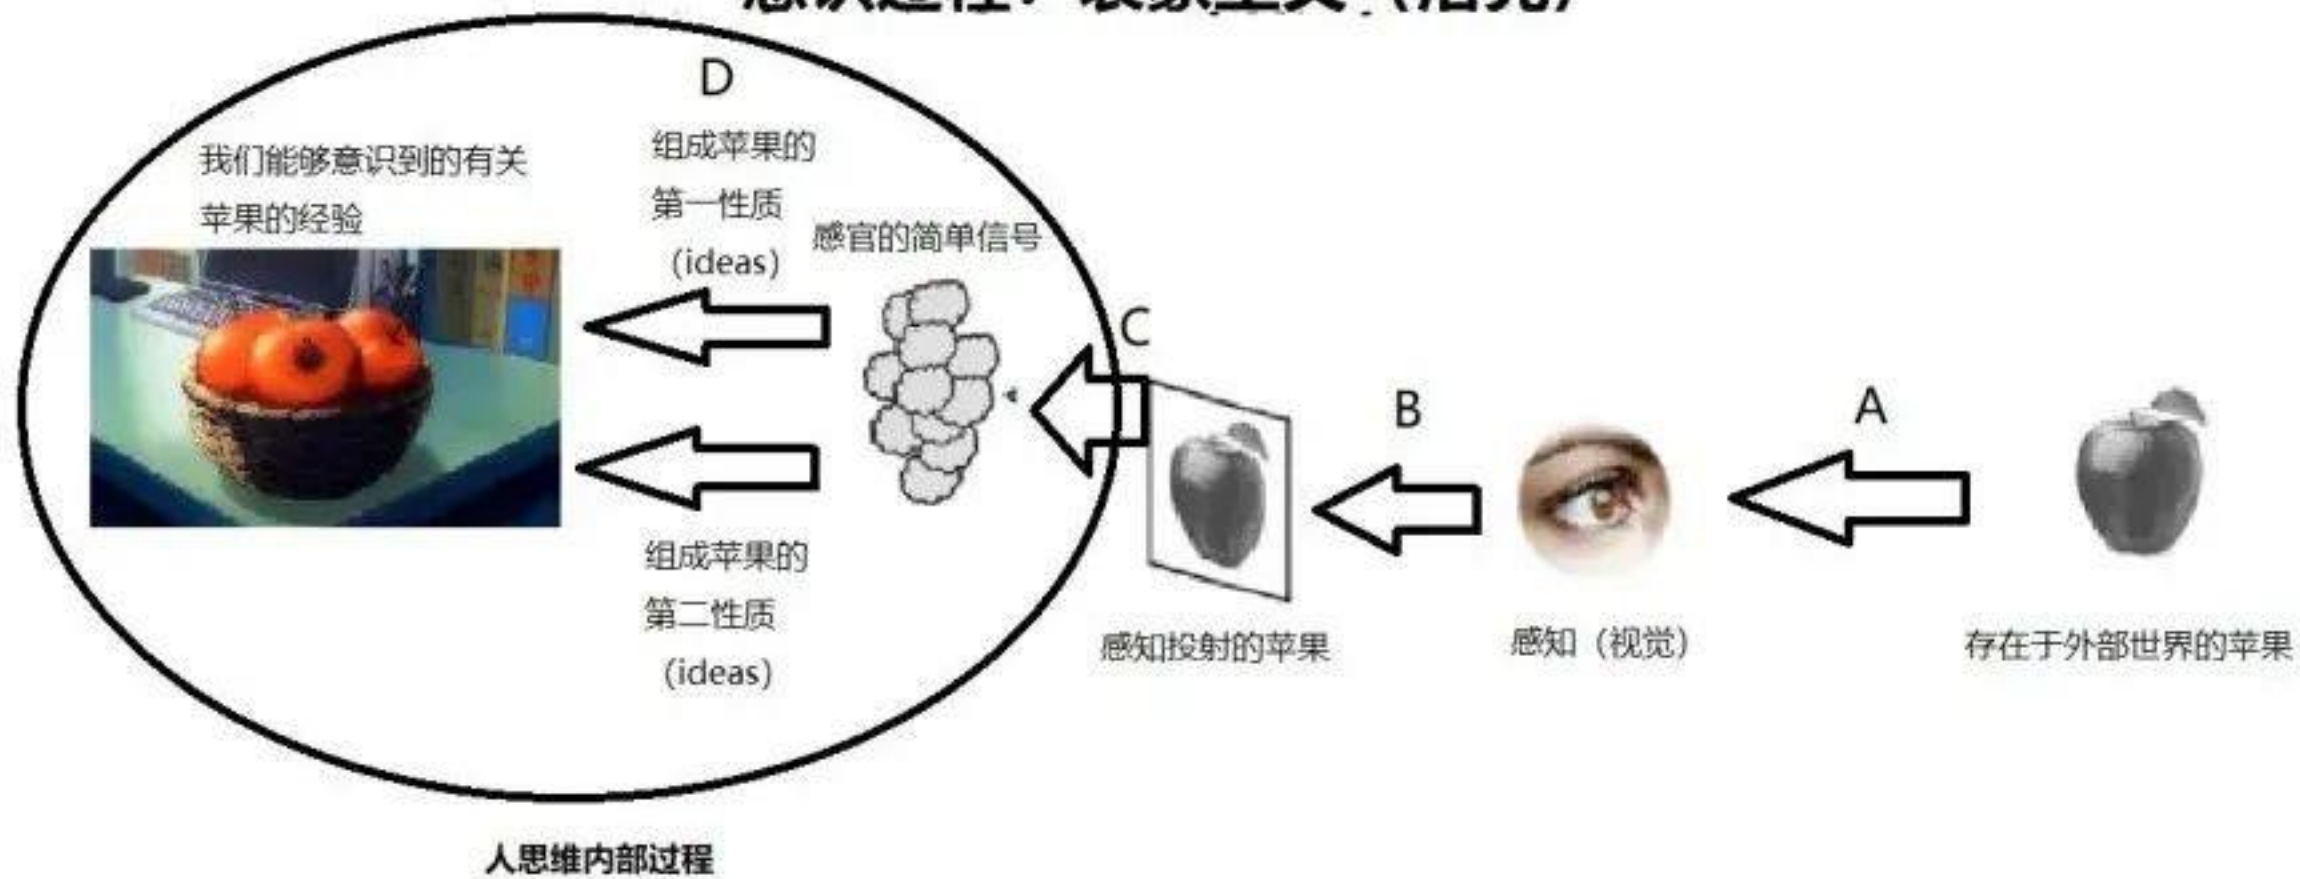 D
我们能够意识到的有关
苹果的经验
组成苹果的
第一性质
(ideas)
感官的简单信号
C
B
A
组成苹果的
第二性质
(ideas)
感知投射的苹果
感知（视觉）
存在于外部世界的苹果
人思维内部过程